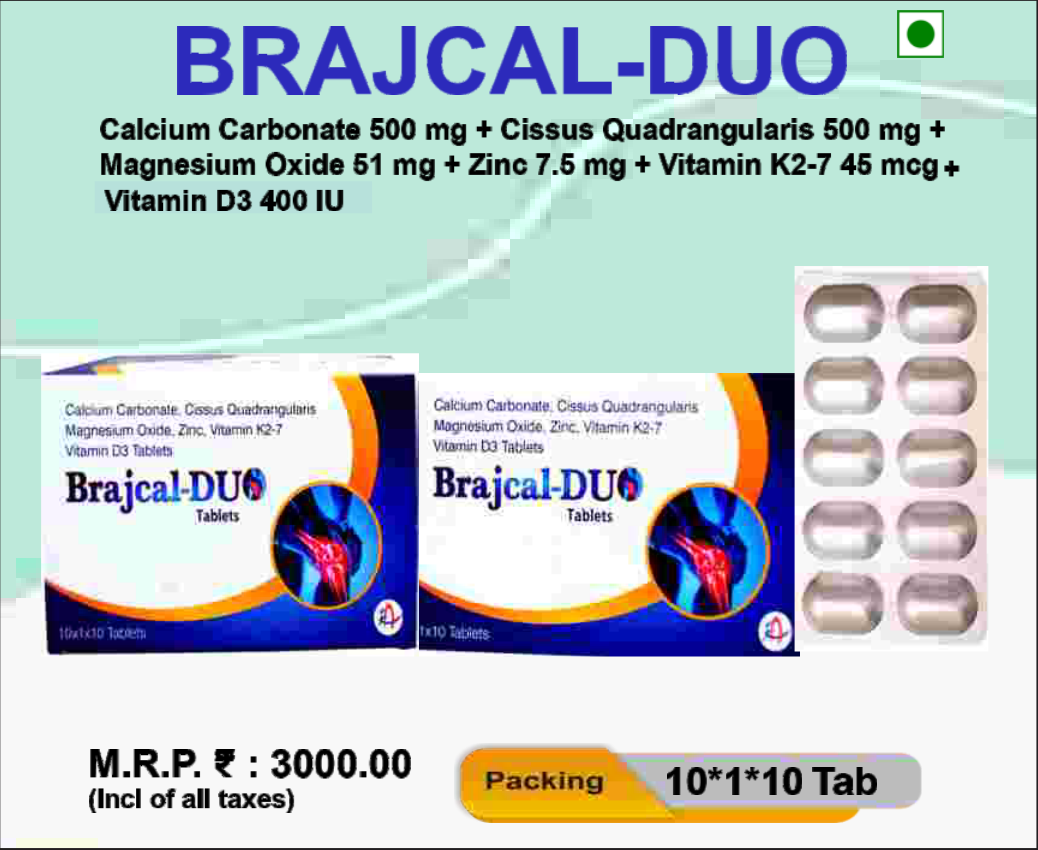 BRAJCAL-DUO
Calcium Carbonate 500 mg + Cissus Quadrangularis 500 mg +
Magnesium Oxide 51 mg + Zinc 7.5 mg + Vitamin K2-7 45 mcg +
Vitamin D3 400 IU
Calcium Carbonate, Cissus Quadrangularis
Magnesium Oxide, Zinc, Vitamin K2-7
Vitamin D3 Tablets
Brajcal-DUO
Tablets
10x1x10 Tablets
Calcium Carbonate, Cissus Quadrangularis
Magnesium Oxide, Zinc, Vitamin K2-7
Vitamin D3 Tablets
Brajcal-DUO
Tablets
1x10 Tablets
M.R.P. ₹ : 3000.00
(Incl of all taxes)
Packing 10*1*10 Tab